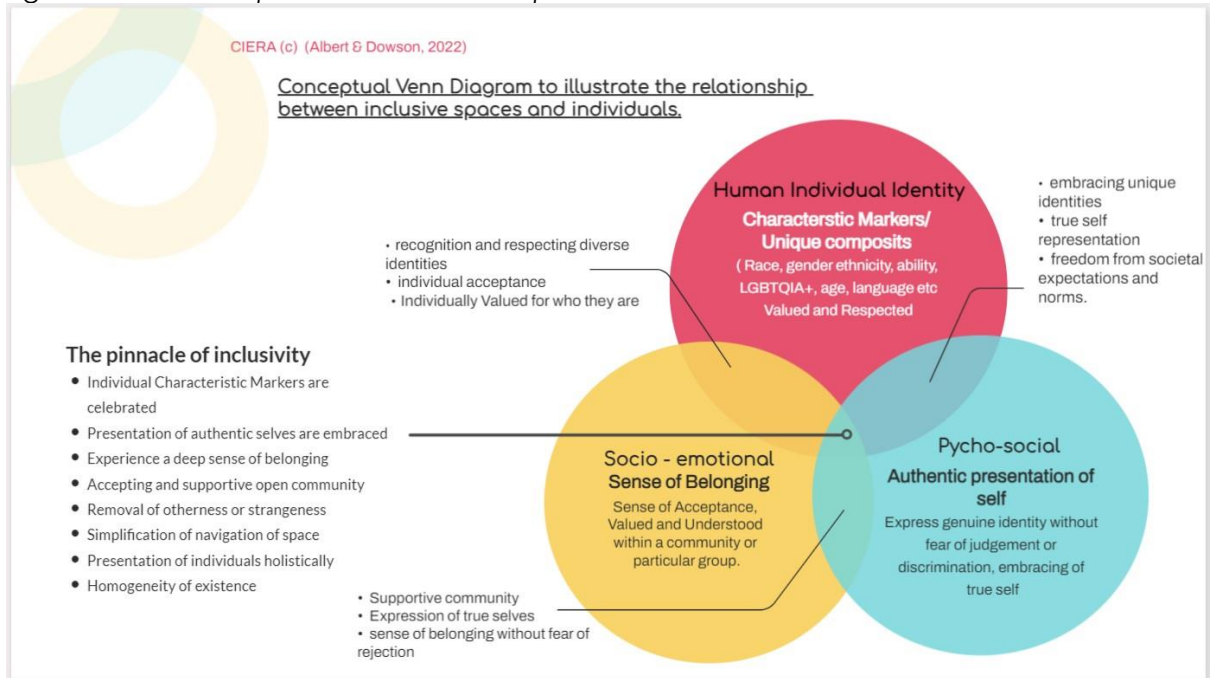 CIERA (c) (Albert & Dowson, 2022)
Conceptual Venn Diagram to illustrate the relationship
between inclusive spaces and individuals.
Human Individual Identity
Characterstic Markers/
Unique composits
( Race, gender ethnicity, ability,
LGBTQIA+, age, language etc
Valued and Respected
• embracing unique
identities
• true self
representation
• freedom from societal
expectations and
norms.
• recognition and respecting diverse
identities
• individual acceptance
• Individually Valued for who they are
The pinnacle of inclusivity
• Individual Characteristic Markers are
celebrated
• Presentation of authentic selves are embraced
• Experience a deep sense of belonging
• Accepting and supportive open community
• Removal of otherness or strangeness
• Simplification of navigation of space
• Presentation of individuals holistically
• Homogeneity of existence
Socio - emotional
Sense of Belonging
Sense of Acceptance,
Valued and Understood
within a community or
particular group.
Pycho-social
Authentic presentation of
self
Express genuine identity without
fear of judgement or
discrimination, embracing of
true self
• Supportive community
• Expression of true selves
• sense of belonging without fear of
rejection